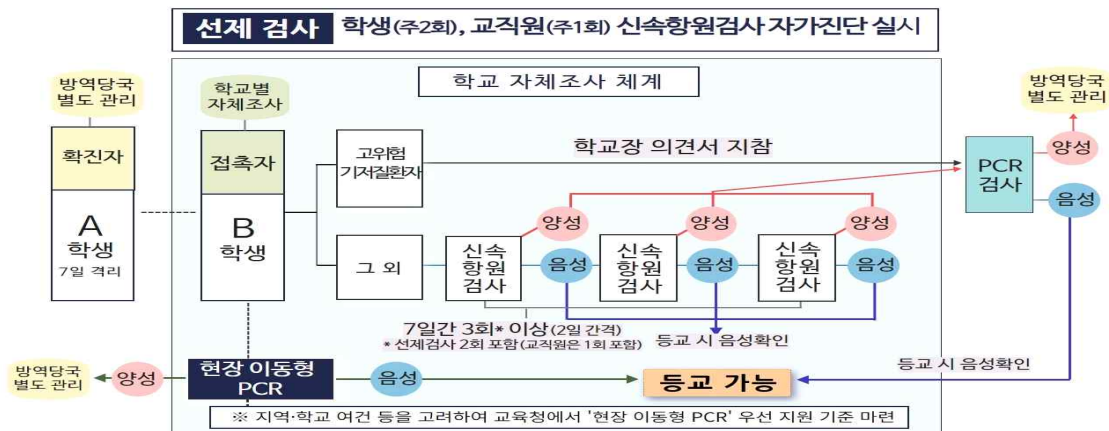 선제 검사 학생(주2회), 교직원(주1회) 신속항원검사 자가진단 실시
학교 자체조사 체계
방역당국
별도 관리
확진자
A
학생
7일 격리
학교별
자체조사
접촉자
B
학생
고위험
기저질환자
학교장 의견서 지참
그 외
신속
항원
검사
양성
음성
신속
항원
검사
양성
음성
신속
항원
검사
양성
음성
7일간 3회* 이상(2일 간격)
* 선제검사 2회 포함(교직원은 1회 포함)
등교 시 음성확인
PCR
검사
양성
음성
방역당국
별도 관리
등교 시 음성확인
방역당국
별도 관리
양성
현장 이동형
PCR
음성
등교 가능
※ 지역·학교 여건 등을 고려하여 교육청에서 '현장 이동형 PCR' 우선 지원 기준 마련